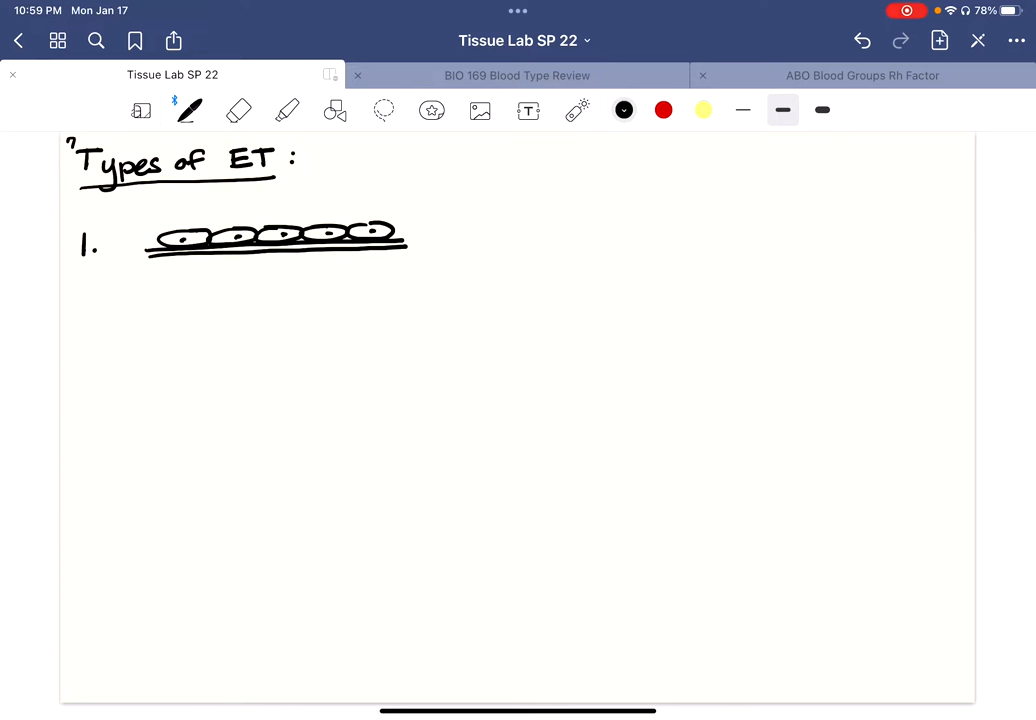 10:59 PM Mon Jan 17
78%
Tissue Lab SP 22
Tissue Lab SP 22
BIO 169 Blood Type Review
ABO Blood Groups Rh Factor
T
Types of ET :
1.